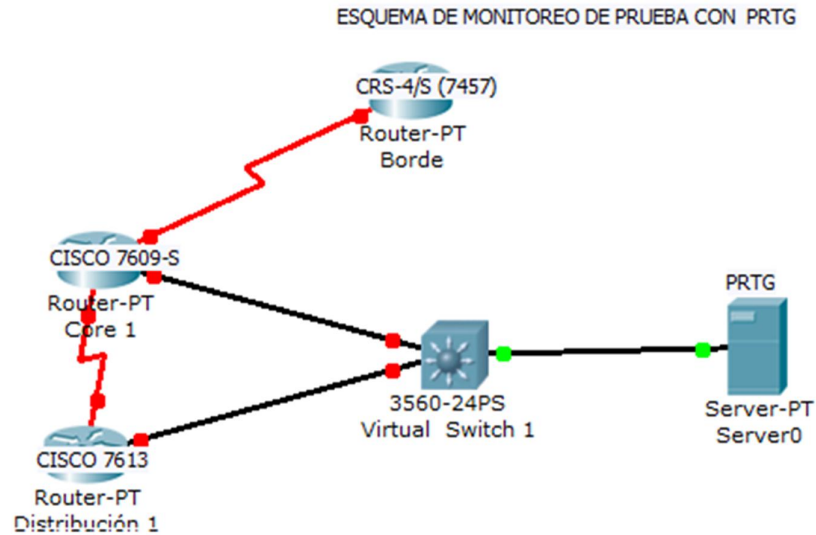 ESQUEMA DE MONITOREO DE PRUEBA CON PRTG
CRS-4/S (7457)
Router-PT
Borde
CISCO 7609-S
Router-PT
Core 1
PRTG
3560-24PS
Virtual Switch 1
Server-PT
Server0
CISCO 7613
Router-PT
Distribución 1